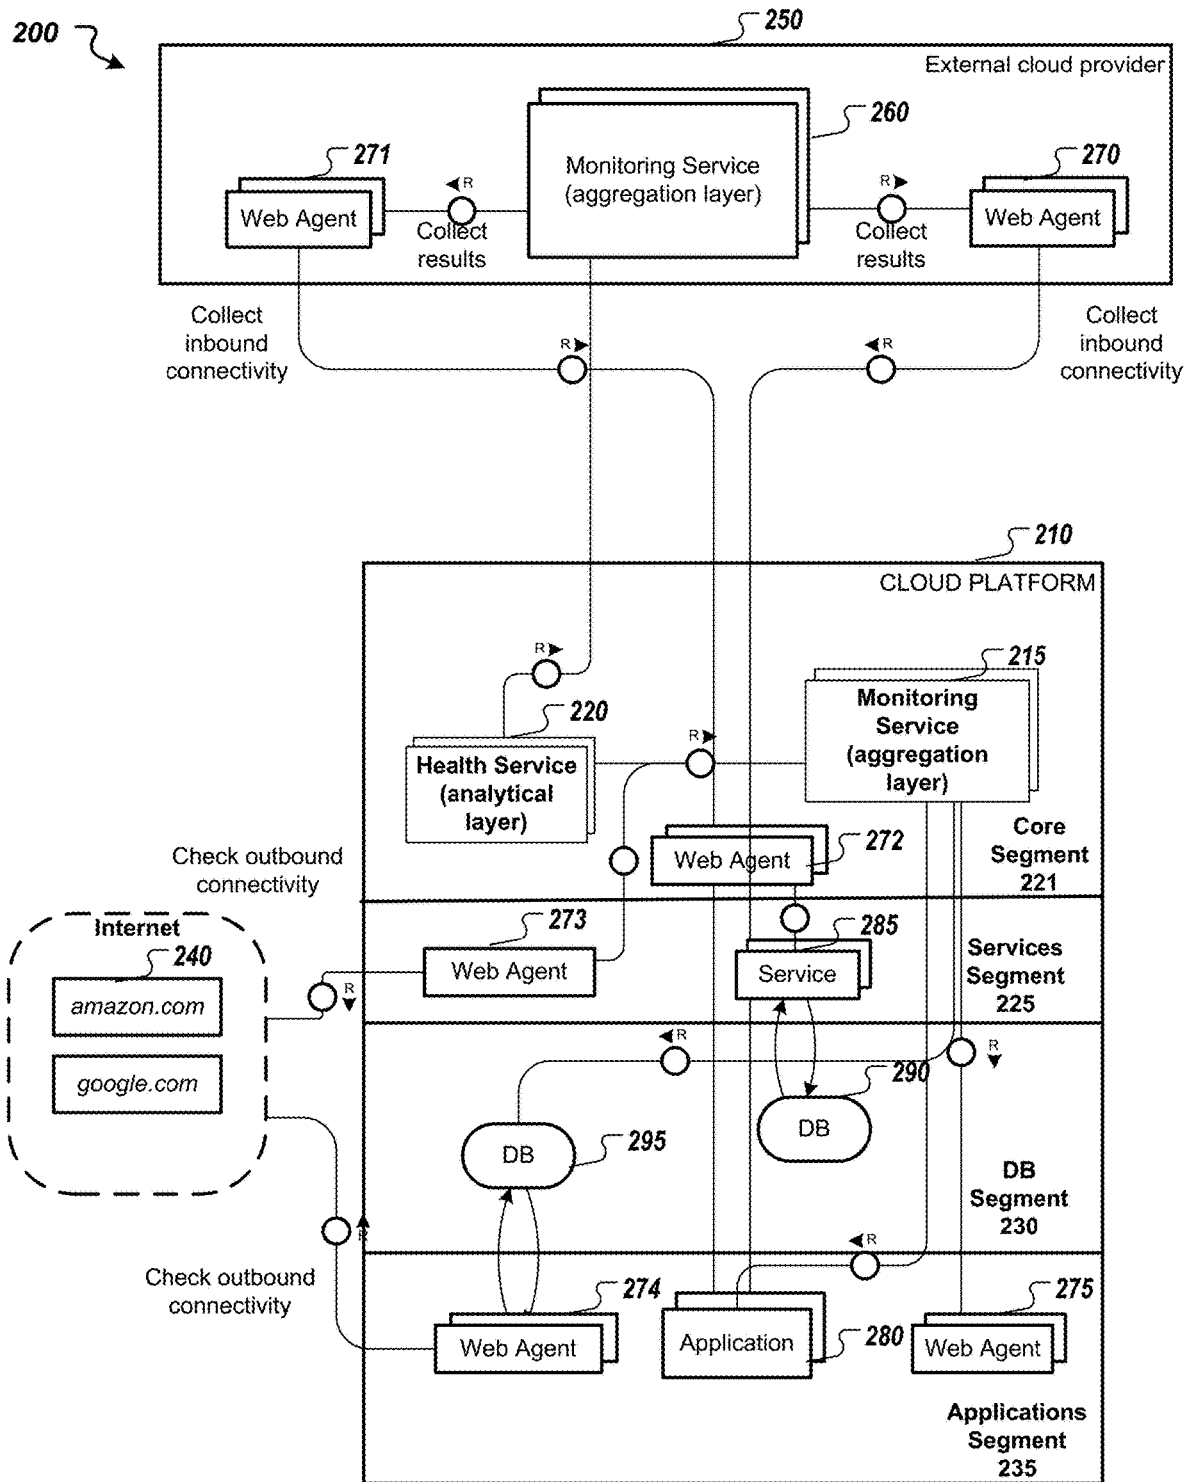 200
250
External cloud provider
260
Monitoring Service
(aggregation layer)
271
Web Agent
R
Collect
results
R
Collect
results
270
Web Agent
Collect
inbound
connectivity
R
R
Collect
inbound
connectivity
210
CLOUD PLATFORM
R
215
Monitoring
Service
(aggregation
layer)
220
Health Service
(analytical
layer)
R
Core
Segment
221
272
Web Agent
Check outbound
connectivity
Internet
240
amazon.com
google.com
273
Web Agent
R
285
Service
Services
Segment
225
R
R
290
DB
295
DB
DB
Segment
230
R
Check outbound
connectivity
R
274
Web Agent
Application
280
275
Web Agent
Applications
Segment
235